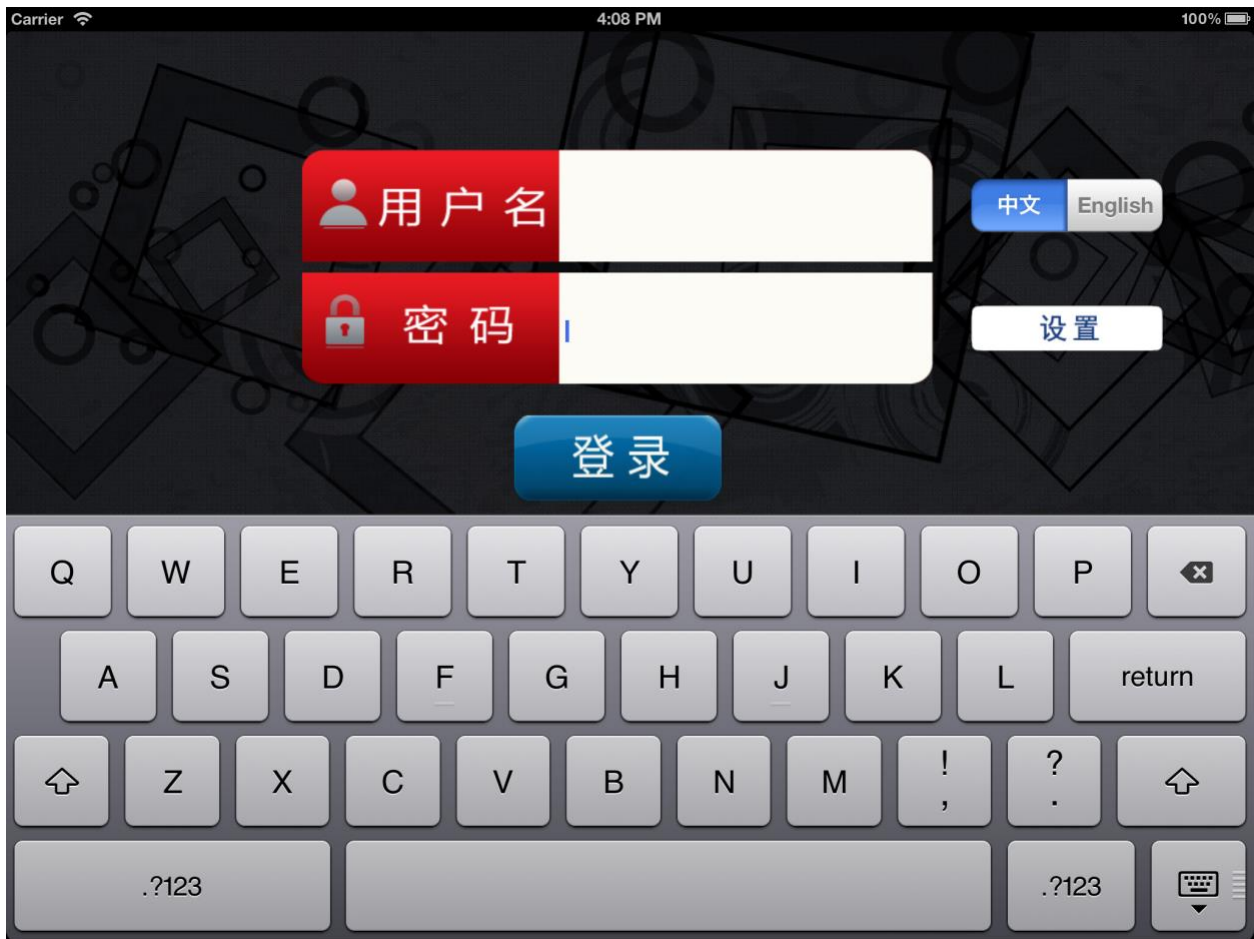 Carrier 4:08 PM 100%
用户名
中文 English
密码
设置
登录
Q W E R T Y U I O P
A S D F G H J K L return
Z X C V B N M ! , ? .
.?123 .?123